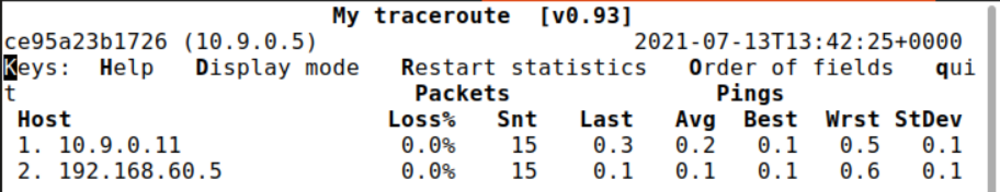 My traceroute  [v0.93]
ce95a23b1726 (10.9.0.5)                                2021-07-13T13:42:25+0000
Keys:  Help   Display mode   Restart statistics   Order of fields   qui
t                             Packets               Pings
 Host                       Loss%   Snt   Last   Avg  Best  Wrst StDev
 1. 10.9.0.11                0.0%    15    0.3   0.2   0.1   0.5   0.1
 2. 192.168.60.5             0.0%    15    0.1   0.1   0.1   0.6   0.1